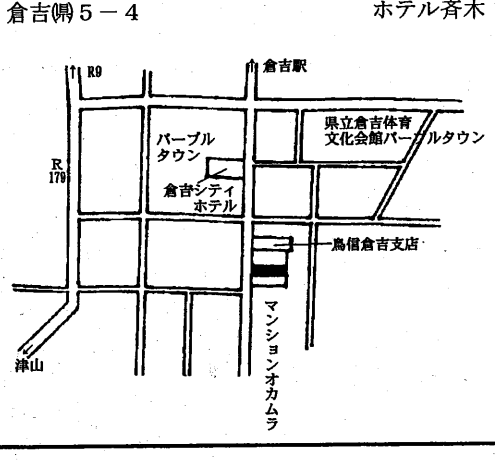 倉吉㈸5－4
ホテル斉木
↑R9
↑倉吉駅
県立倉吉体育
文化会館パープルタウン
パープル
タウン
R
179
倉吉シティ
ホテル
鳥信倉吉支店
マンションオカムラ
津山